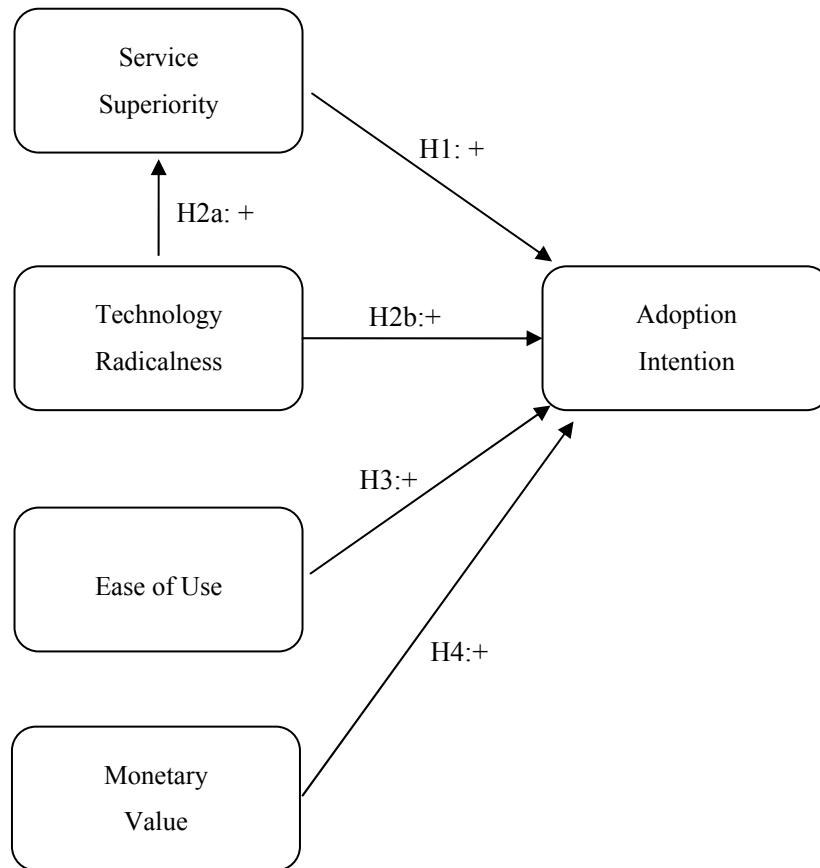 Service
Superiority
H1: +
H2a: +
Technology
Radicalness
H2b:+
Adoption
Intention
H3:+
Ease of Use
H4:+
Monetary
Value